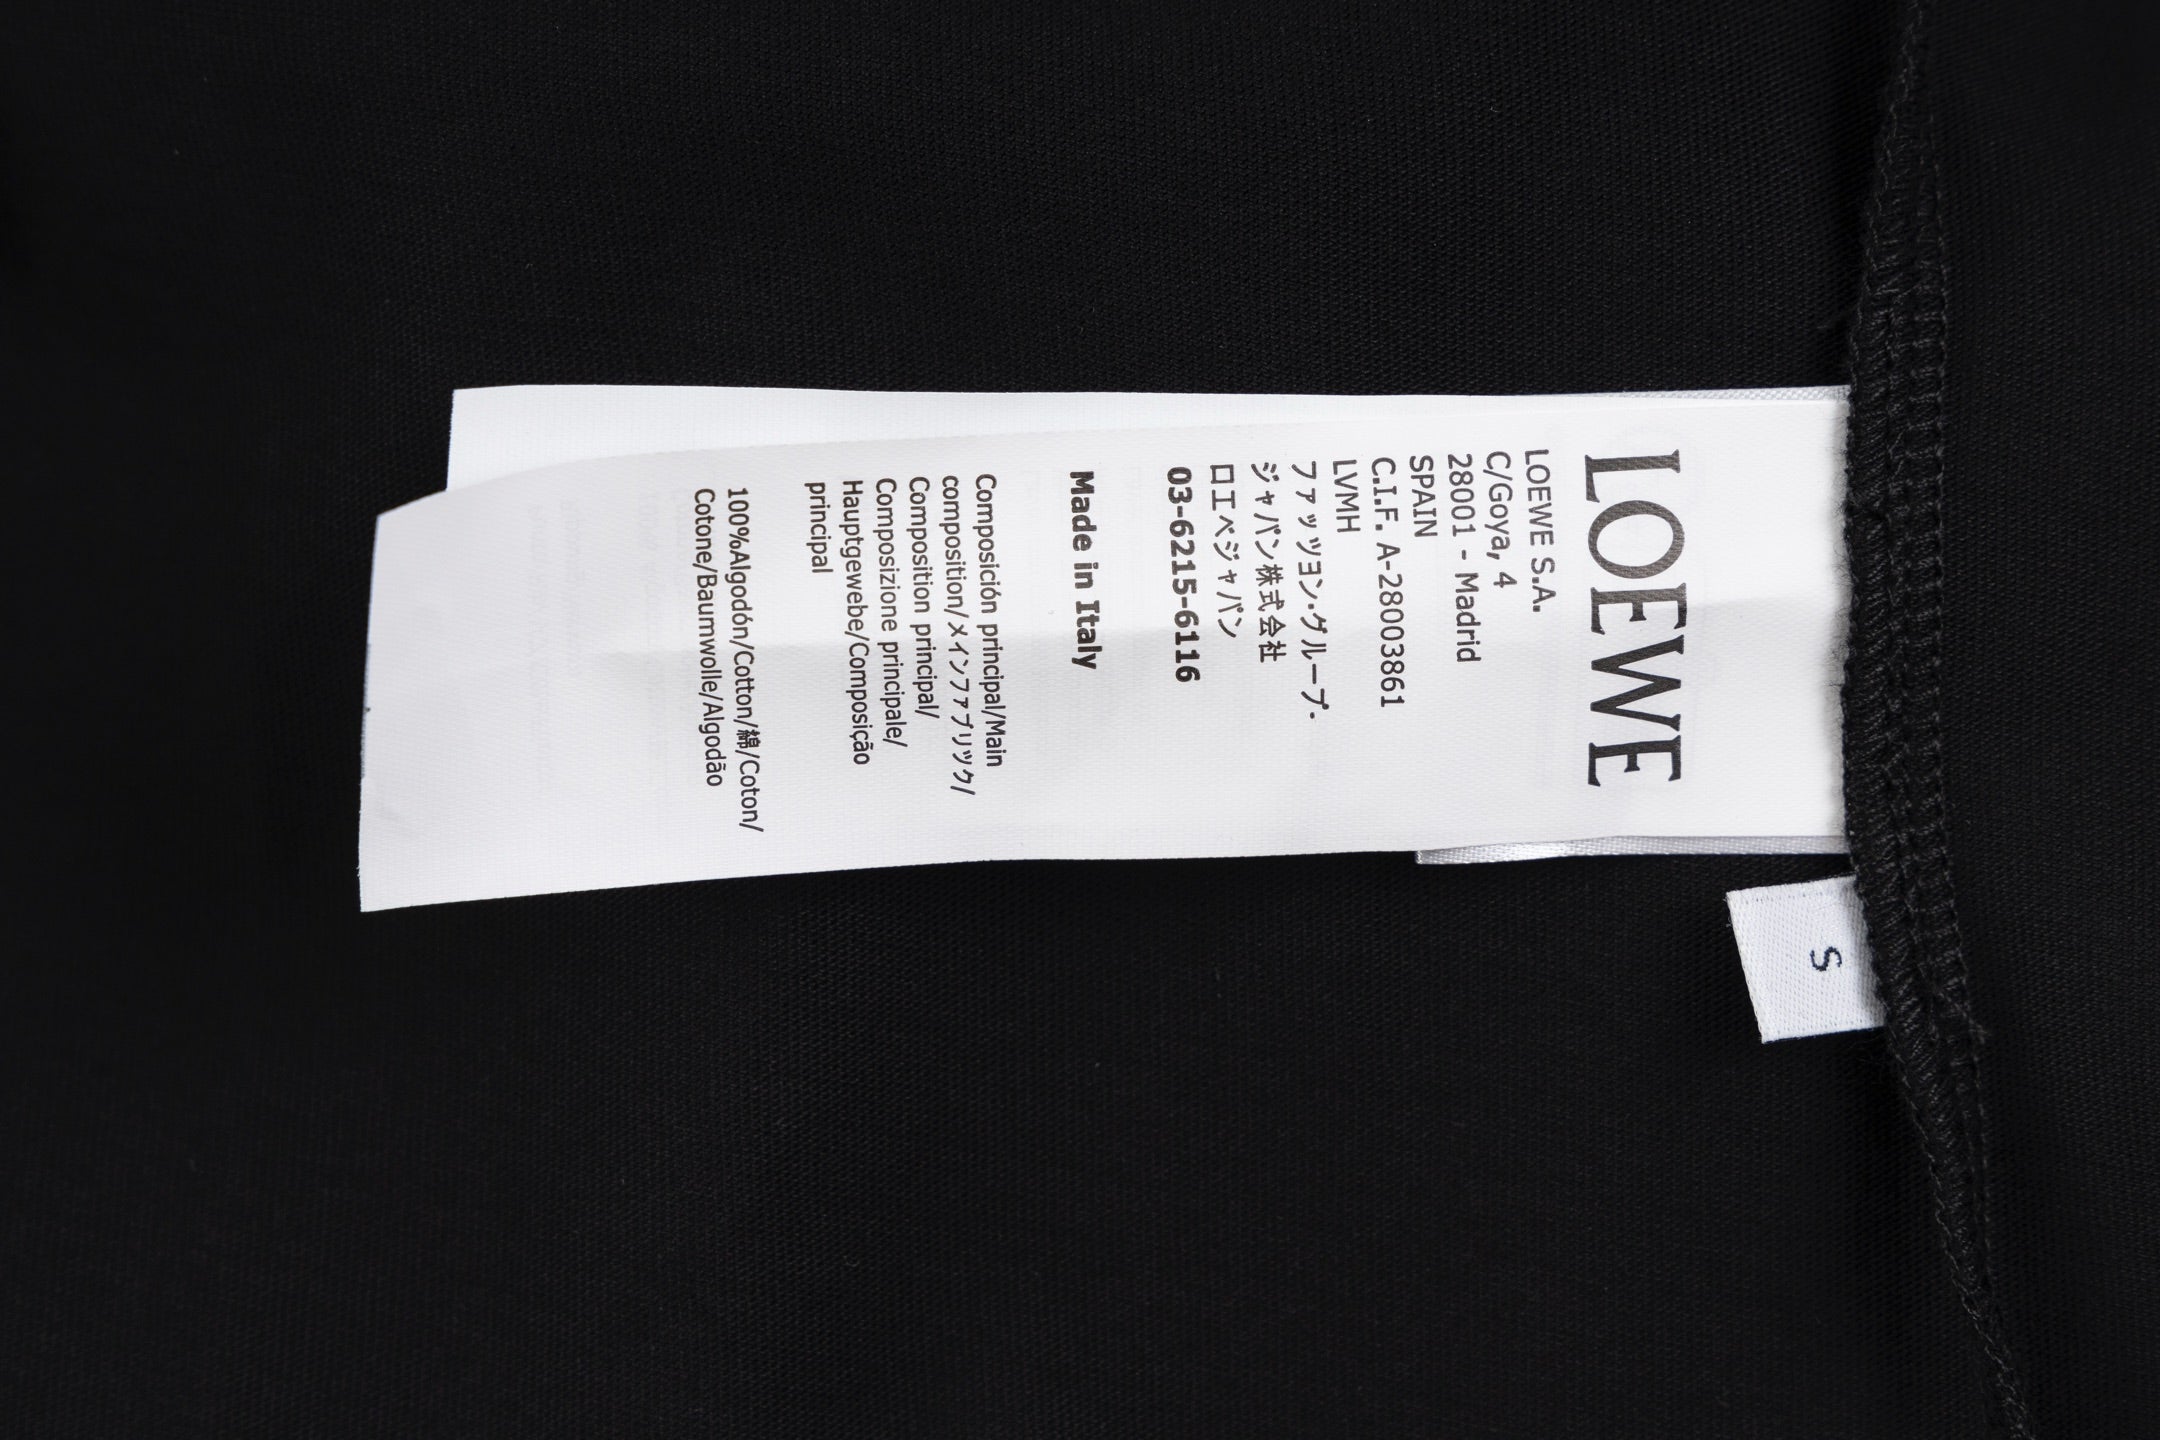 LOEWE
LOEWE S.A.
C/Goya, 4
28001 - Madrid
SPAIN
C.I.F. A-28003861
LVMH
ファッツヨン・グループ・
ジャパン株式会社
ロエベジャパン
03-6215-6116
Made in Italy
Composición principal/Main
composition/メインファブリツク/
Composition principal/
Composizione principale/
Hauptgewebe/Composição
principal
100%Algodón/Cotton/綿/Coton/
Cotone/Baumwolle/Algodão
S